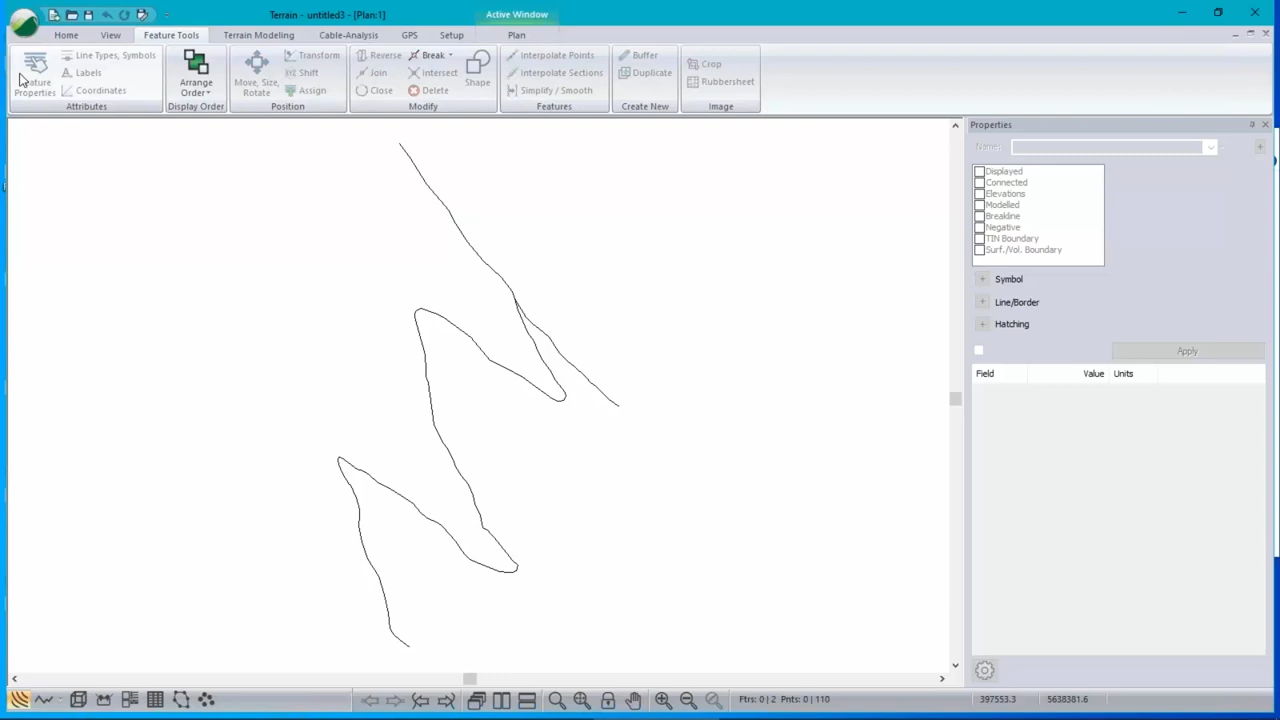 Terrain - untitled3 - [Plan:1]
Active Window
Home
View
Feature Tools
Terrain Modeling
Cable-Analysis
GPS
Setup
Plan
Feature Properties
Line Types, Symbols
Labels
Coordinates
Attributes
Arrange Order
Display Order
Move, Size, Rotate
Transform
Shift
Assign
Position
Reverse
Join
Close
Break
Intersect
Delete
Shape
Modify
Interpolate Points
Interpolate Sections
Simplify / Smooth
Features
Buffer
Duplicate
Create New
Crop
Rubbersheet
Image
Properties
Name:
Displayed
Connected
Elevations
Modelled
Breakline
Negative
TIN Boundary
Surf./Vol. Boundary
Symbol
Line/Border
Hatching
Apply
Field Value Units
Ftrs: 0 | 2 Pnts: 0 | 110
397553.3
5638381.6